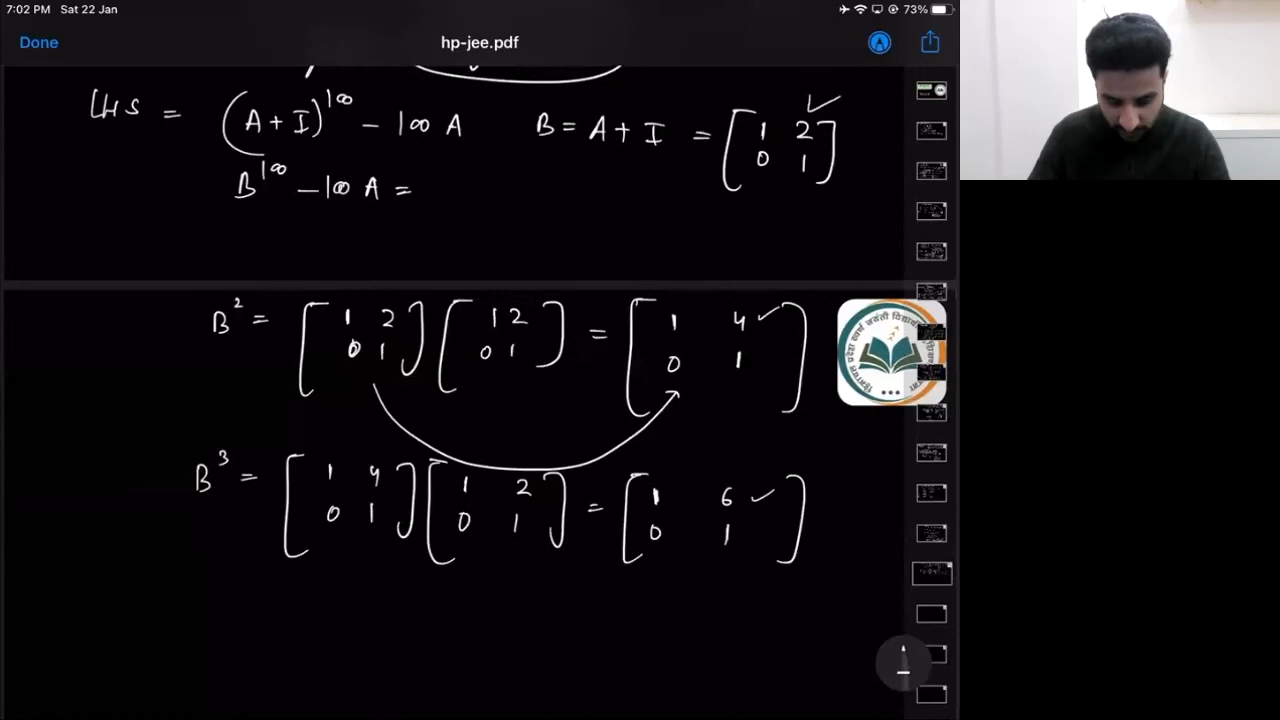 7:02 PM Sat 22 Jan
73%
Done
hp-jee.pdf
LHS = (A + I)^100 - 100 A B = A + I = [1 2
0 1]
B^100 - 100 A =
B^2 = [1 2
0 1] [1 2
0 1] = [1 4
0 1]
B^3 = [1 4
0 1] [1 2
0 1] = [1 6
0 1]